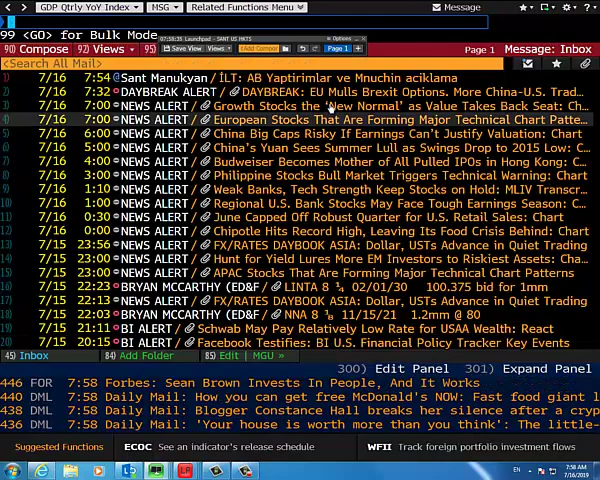 GDP Qtrly YoY Index MSG Related Functions Menu Message
99 <GO> for Bulk Mode
07:58:35 Launchpad - SANT US MKTS Options
90) Compose 92) Views Save View Views +Add Compor Page 1 Page 1 Message: Inbox
1) 7/16 7:54 @Sant Manukyan/İLT: AB Yaptirimlar ve Mnuchin aciklama
2) 7/16 7:32 DAYBREAK ALERT/ DAYBREAK: EU Mulls Brexit Options. More China-U.S. Trad…
3) 7/16 7:00 NEWS ALERT/ Growth Stocks the 'New Normal' as Value Takes Back Seat: Ch…
4) 7/16 7:00 NEWS ALERT/ European Stocks That Are Forming Major Technical Chart Patte…
5) 7/16 6:00 NEWS ALERT/ China Big Caps Risky If Earnings Can't Justify Valuation: Chart
6) 7/16 5:00 NEWS ALERT/ China's Yuan Sees Summer Lull as Swings Drop to 2015 Low: C…
7) 7/16 4:00 NEWS ALERT/ Budweiser Becomes Mother of All Pulled IPOs in Hong Kong: C…
8) 7/16 3:00 NEWS ALERT/ Philippine Stocks Bull Market Triggers Technical Warning: Chart
9) 7/16 1:10 NEWS ALERT/ Weak Banks, Tech Strength Keep Stocks on Hold: MLIV Transcr…
10) 7/16 1:00 NEWS ALERT/ Regional U.S. Bank Stocks May Face Tough Earnings Season: C…
11) 7/16 0:30 NEWS ALERT/ June Capped Off Robust Quarter for U.S. Retail Sales: Chart
12) 7/16 0:00 NEWS ALERT/ Chipotle Hits Record High, Leaving Its Food Crisis Behind: Chart
13) 7/15 23:56 NEWS ALERT/ FX/RATES DAYBOOK ASIA: Dollar, USTs Advance in Quiet Trading
14) 7/15 23:00 NEWS ALERT/ Hunt for Yield Lures More EM Investors to Riskiest Assets: Cha…
15) 7/15 23:00 NEWS ALERT/ APAC Stocks That Are Forming Major Technical Chart Patterns
16) 7/15 22:23 BRYAN MCCARTHY (ED&F/ LINTA 8 ¼ 02/01/30 100.375 bid for 1mm
17) 7/15 22:13 NEWS ALERT/ FX/RATES DAYBOOK ASIA: Dollar, USTs Advance in Quiet Trading
18) 7/15 22:03 BRYAN MCCARTHY (ED&F/ NNA 8 ⅛ 11/15/21 1.2mm @ 80
19) 7/15 21:11 BI ALERT/ Schwab May Pay Relatively Low Rate for USAA Wealth: React
20) 7/15 20:15 BI ALERT/ Facebook Testifies: BI U.S. Financial Policy Tracker Key Events
45) Inbox 84) Add Folder 85) Edit | MGU »
300) Edit Panel 301) Expand Panel
446 FOR 7:58 Forbes: Sean Brown Invests In People, And It Works
440 DML 7:58 Daily Mail: How you can get free McDonald's NOW: Fast food giant l
438 DML 7:58 Daily Mail: Blogger Constance Hall breaks her silence after a cryp
436 DML 7:58 Daily Mail: 'Your house is worth more than you think': The little-
Suggested Functions ECOC See an indicator's release schedule WFII Track foreign portfolio investment flows
EN 7:58 AM
7/16/2019